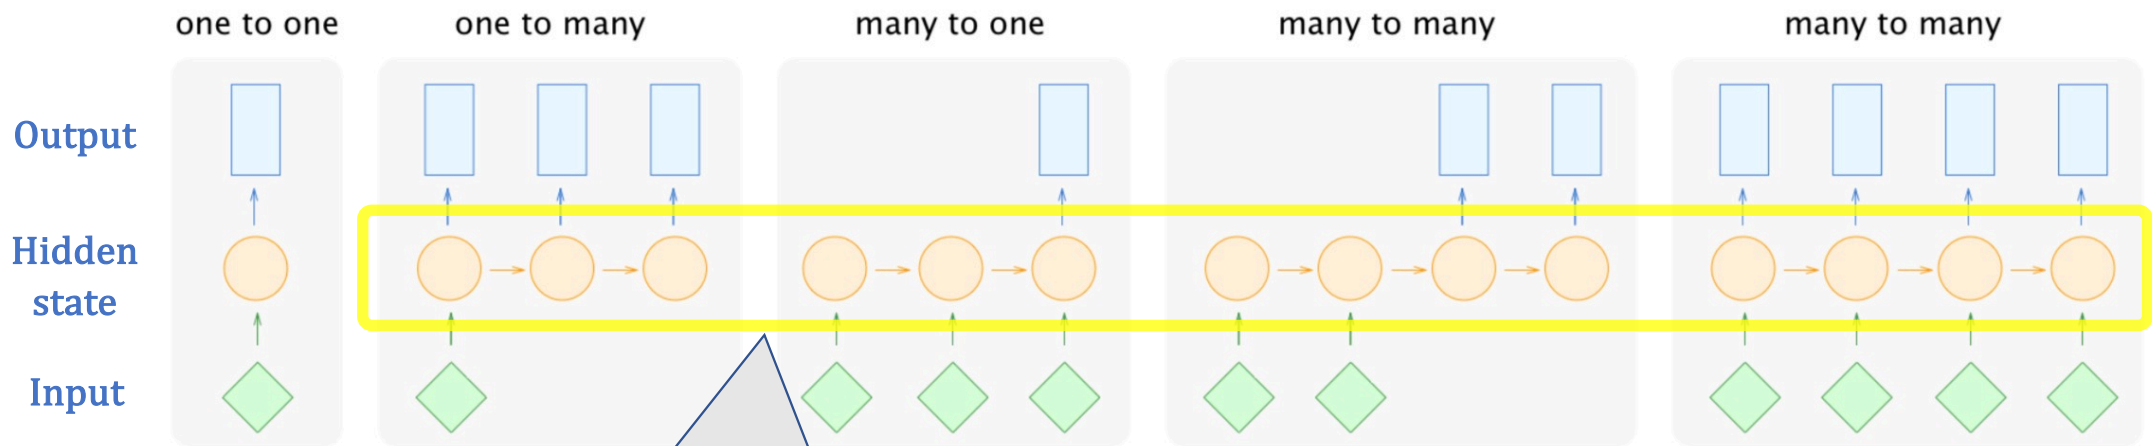 one to one
one to many
many to one
many to many
many to many
Output
Hidden
state
Input